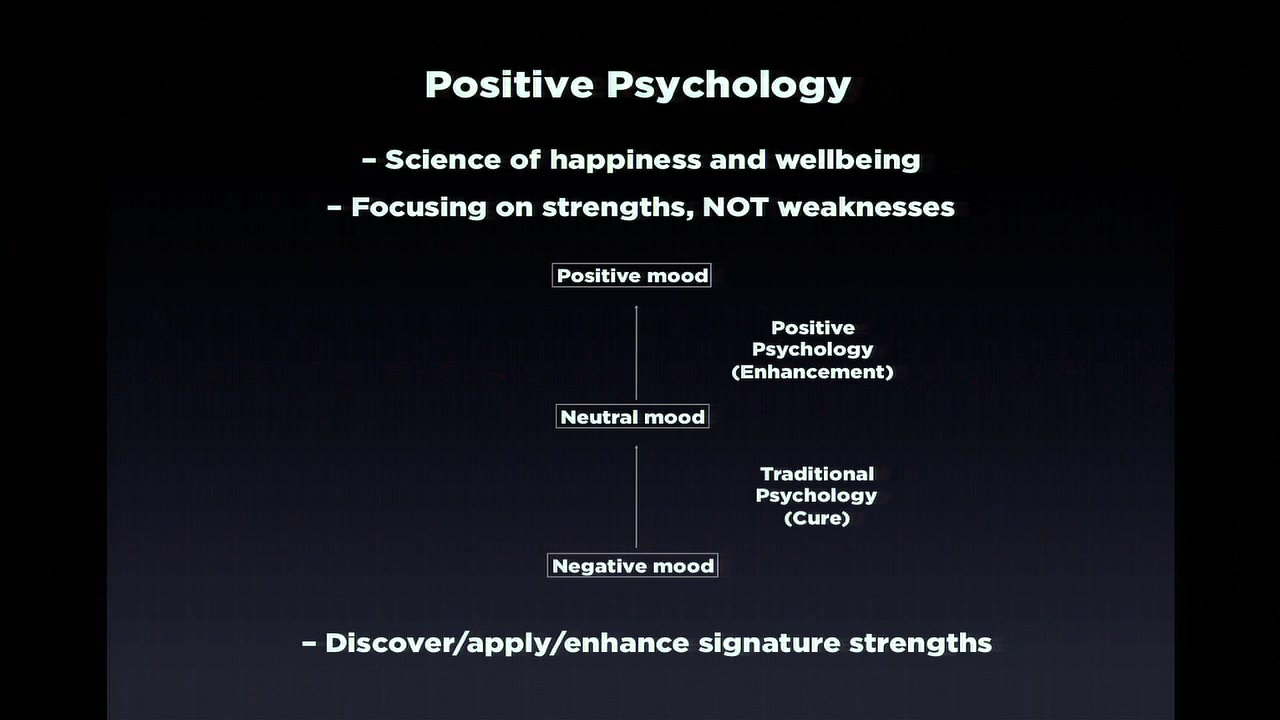 Positive Psychology
– Science of happiness and wellbeing
– Focusing on strengths, NOT weaknesses
Positive mood
Positive
Psychology
(Enhancement)
Neutral mood
Traditional
Psychology
(Cure)
Negative mood
– Discover/apply/enhance signature strengths